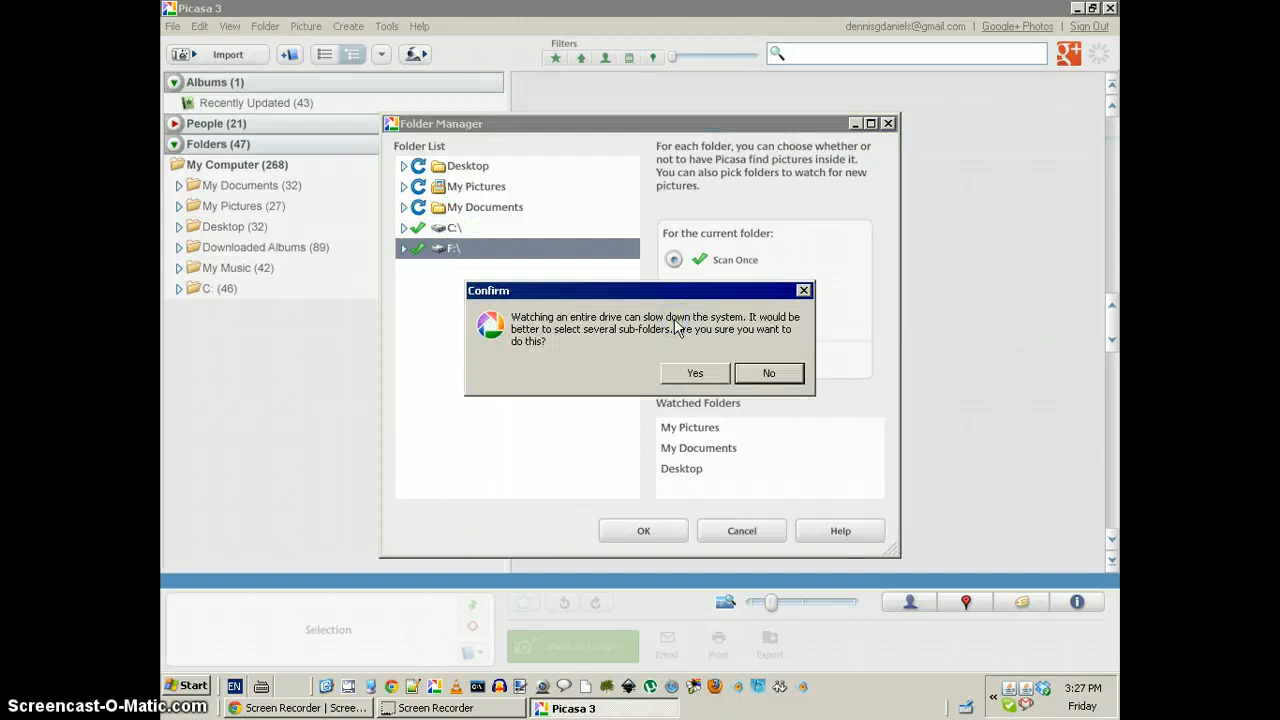 Picasa 3
File Edit View Folder Picture Create Tools Help
dennisgdaniels@gmail.com | Google+ Photos | Sign Out
Import
Filters
Albums (1)
Recently Updated (43)
People (21)
Folders (47)
My Computer (268)
My Documents (32)
My Pictures (27)
Desktop (32)
Downloaded Albums (89)
My Music (42)
C: (46)
Folder Manager
Folder List
Desktop
My Pictures
My Documents
C:\
F:\
For each folder, you can choose whether or
not to have Picasa find pictures inside it.
You can also pick folders to watch for new
pictures.
For the current folder:
Scan Once
Confirm
Watching an entire drive can slow down the system. It would be
better to select several sub-folders. Are you sure you want to
do this?
Yes No
Watched Folders
My Pictures
My Documents
Desktop
OK Cancel Help
Selection
Share on Google+
Email Print Export
Start EN
3:27 PM
Friday
Screen Recorder | Scre...
Screen Recorder
Picasa 3
Screencast-O-Matic.com